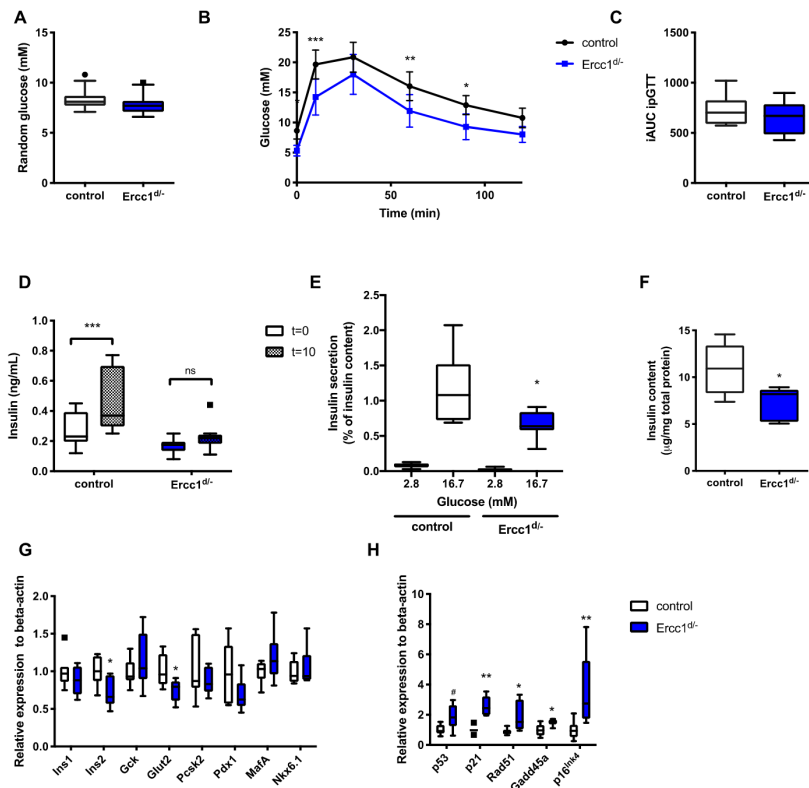 A
Random glucose (mM)
15
10
5
0
control
Ercc1d/-
B
Glucose (mM)
25
20
15
10
5
0
***
**
*
0
50
100
Time (min)
control
Ercc1d/-
C
iAUC ipGTT
1500
1000
500
0
control
Ercc1d/-
D
Insulin (ng/mL)
1.0
0.8
0.6
0.4
0.2
0.0
***
ns
control
Ercc1d/-
t=0
t=10
E
Insulin secretion
(% of insulin content)
2.5
2.0
1.5
1.0
0.5
0.0
*
2.8 16.7 2.8 16.7
Glucose (mM)
control
Ercc1d/-
F
Insulin content
(µg/mg total protein)
15
10
5
0
*
control
Ercc1d/-
G
Relative expression to beta-actin
2.0
1.5
1.0
0.5
0.0
*
*
Ins1
Ins2
Gck
Glut2
Pcsk2
Pdx1
MafA
Nkx6.1
H
Relative expression to beta-actin
10
8
6
4
2
0
#
**
*
*
**
p53
p21
Rad51
Gadd45a
p16Ink4
control
Ercc1d/-